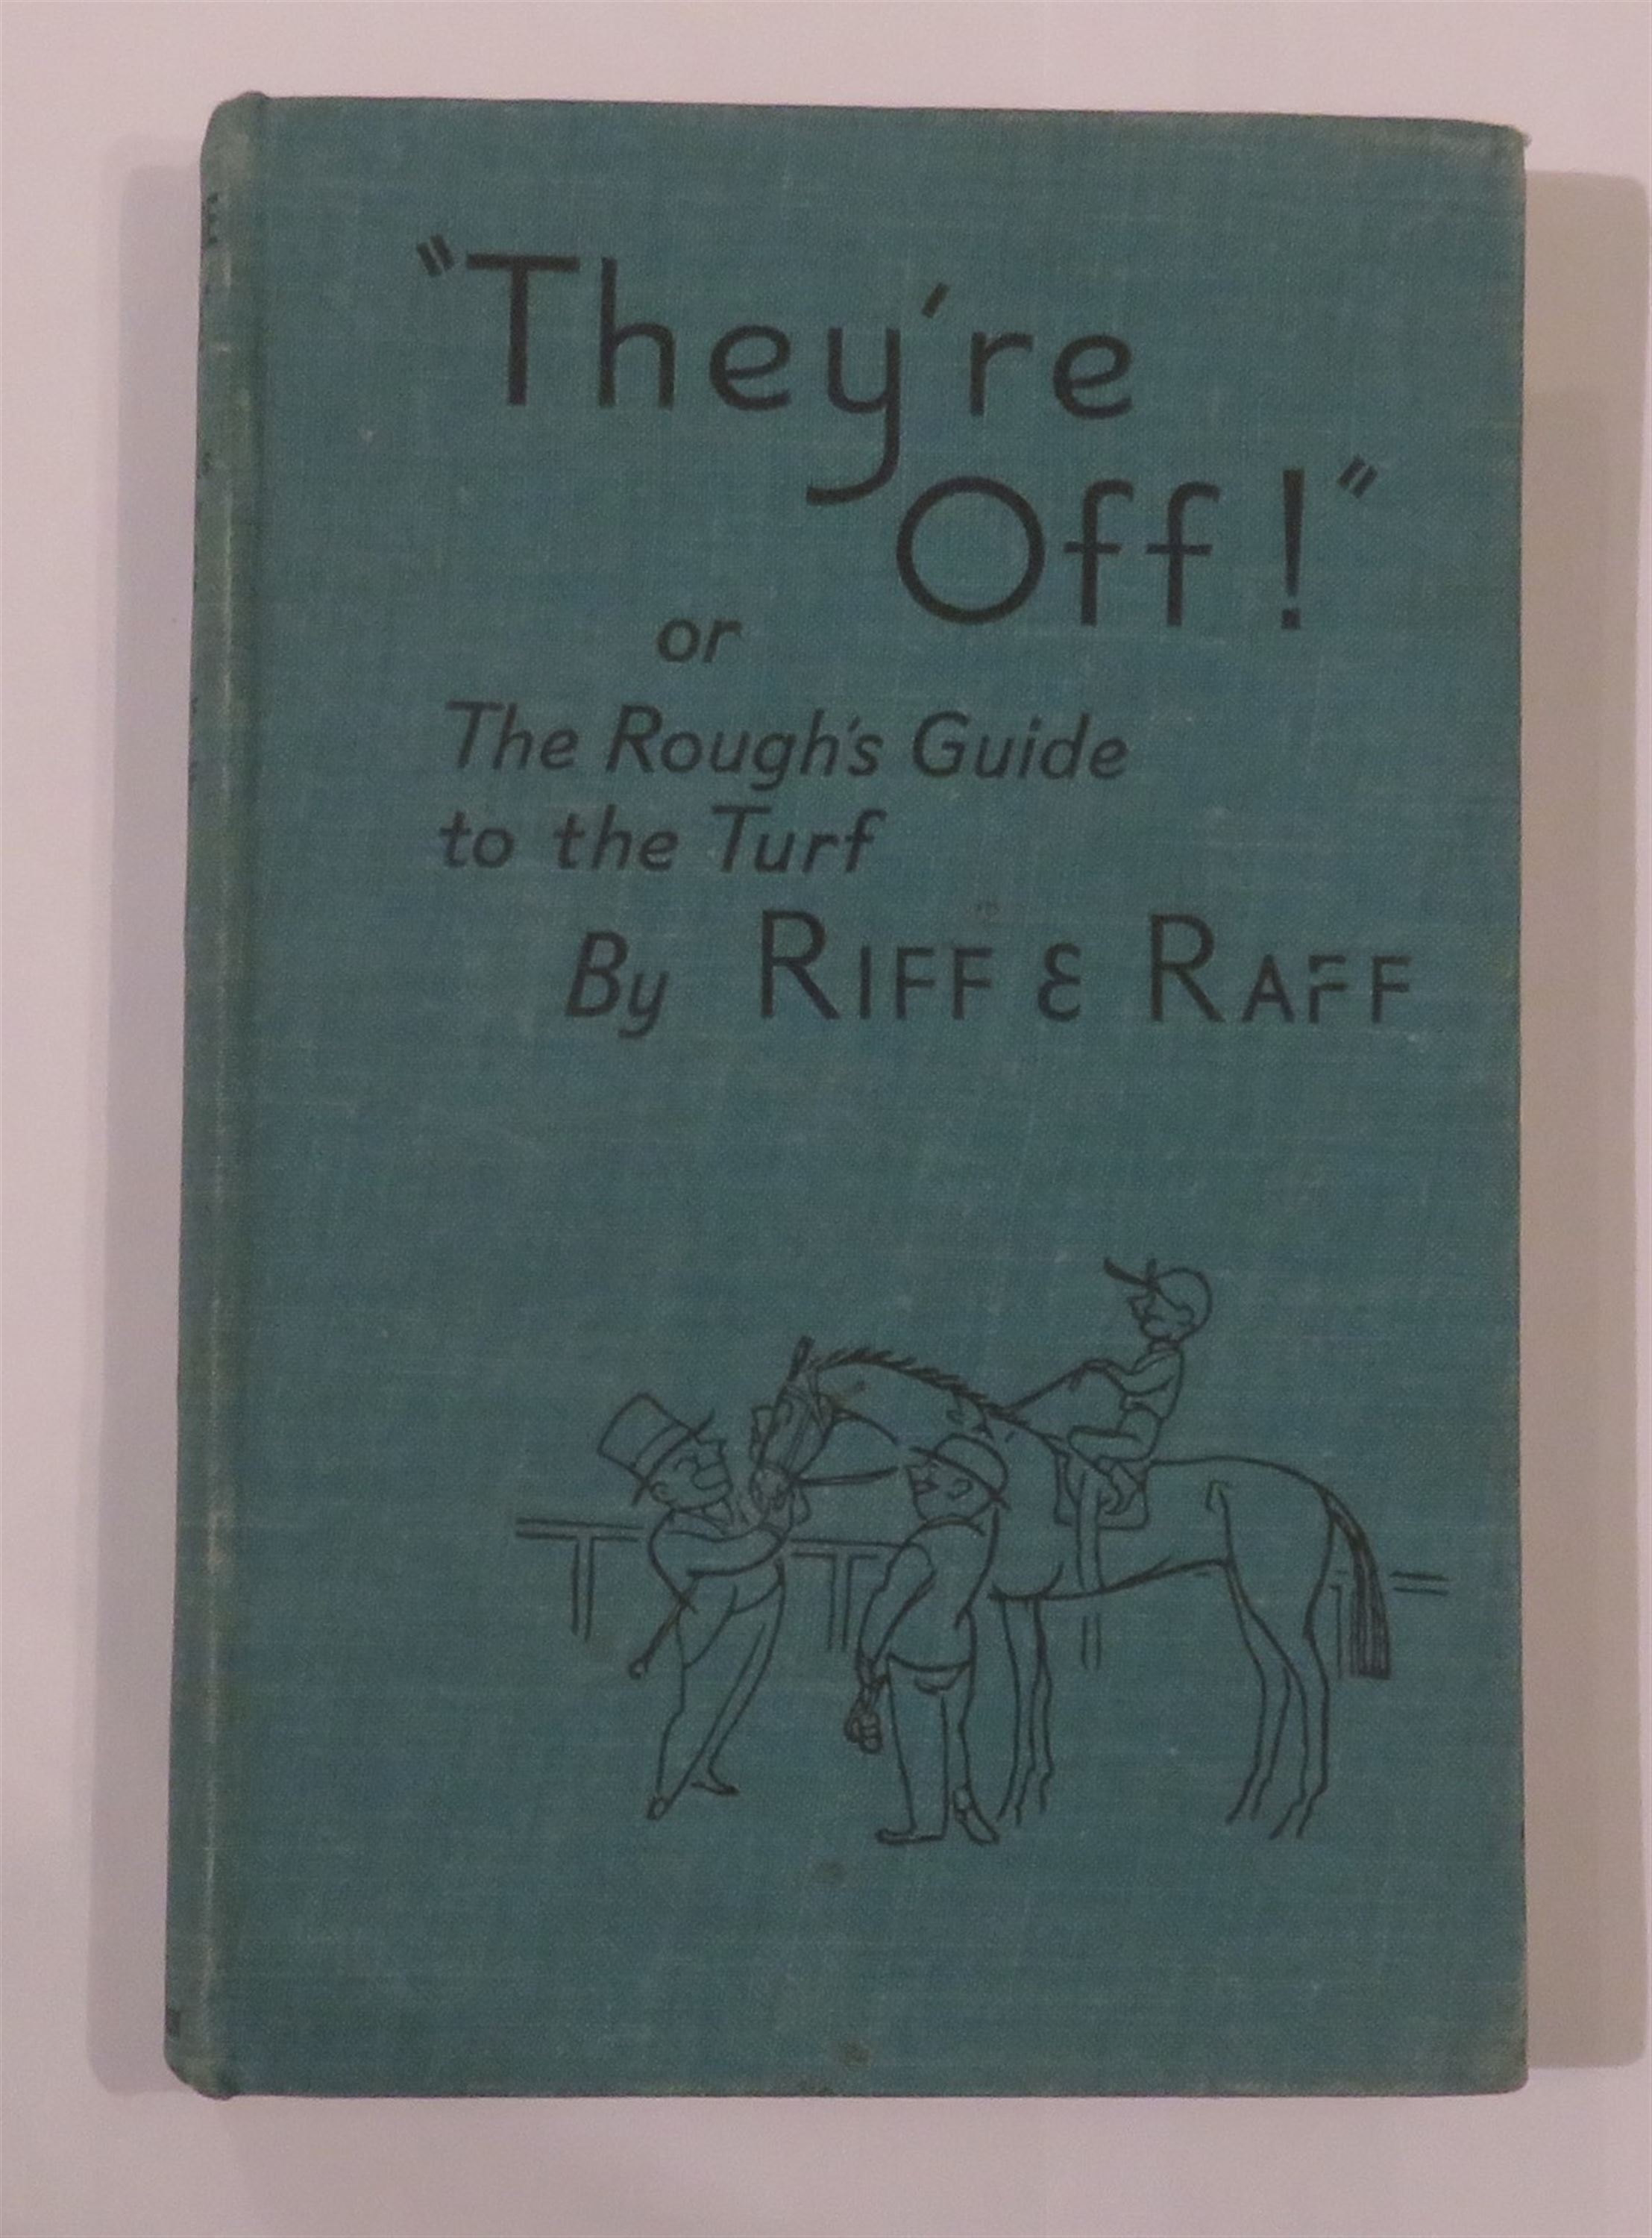 "They're
Off!"
or
The Rough's Guide
to the Turf
By RIFF & RAFF